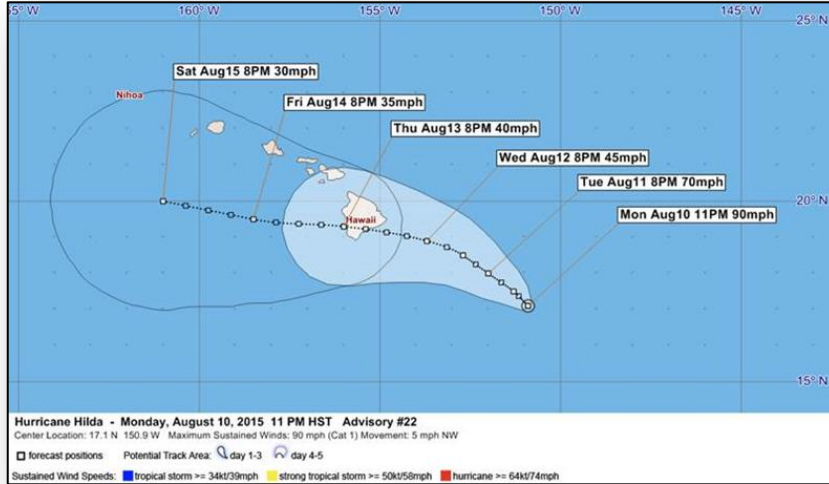 55° W
160° W
155° W
150° W
145° W
25° N
Sat Aug15 8PM 30mph
Nihoa
Fri Aug14 8PM 35mph
Thu Aug13 8PM 40mph
Wed Aug12 8PM 45mph
Tue Aug11 8PM 70mph
20° N
Hawaii
Mon Aug10 11PM 90mph
15° N
Hurricane Hilda - Monday, August 10, 2015 11 PM HST Advisory #22
Center Location: 17.1 N 150.9 W Maximum Sustained Winds: 90 mph (Cat 1) Movement: 5 mph NW
forecast positions Potential Track Area: day 1-3 day 4-5
Sustained Wind Speeds: tropical storm >= 34kt/39mph strong tropical storm >= 50kt/58mph hurricane >= 64kt/74mph